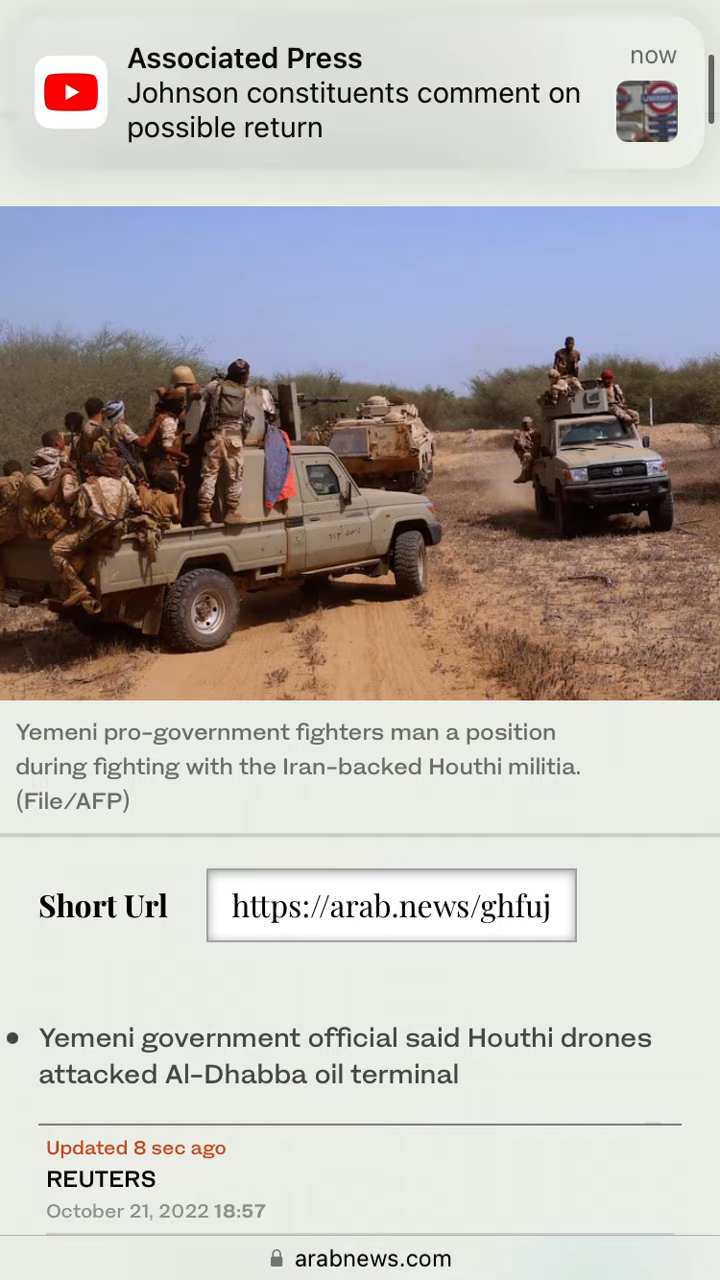 Associated Press
now
Johnson constituents comment on
possible return
Yemeni pro-government fighters man a position
during fighting with the Iran-backed Houthi militia.
(File/AFP)
Short Url
https://arab.news/ghfuj
• Yemeni government official said Houthi drones
attacked Al-Dhabba oil terminal
Updated 8 sec ago
REUTERS
October 21, 2022 18:57
arabnews.com